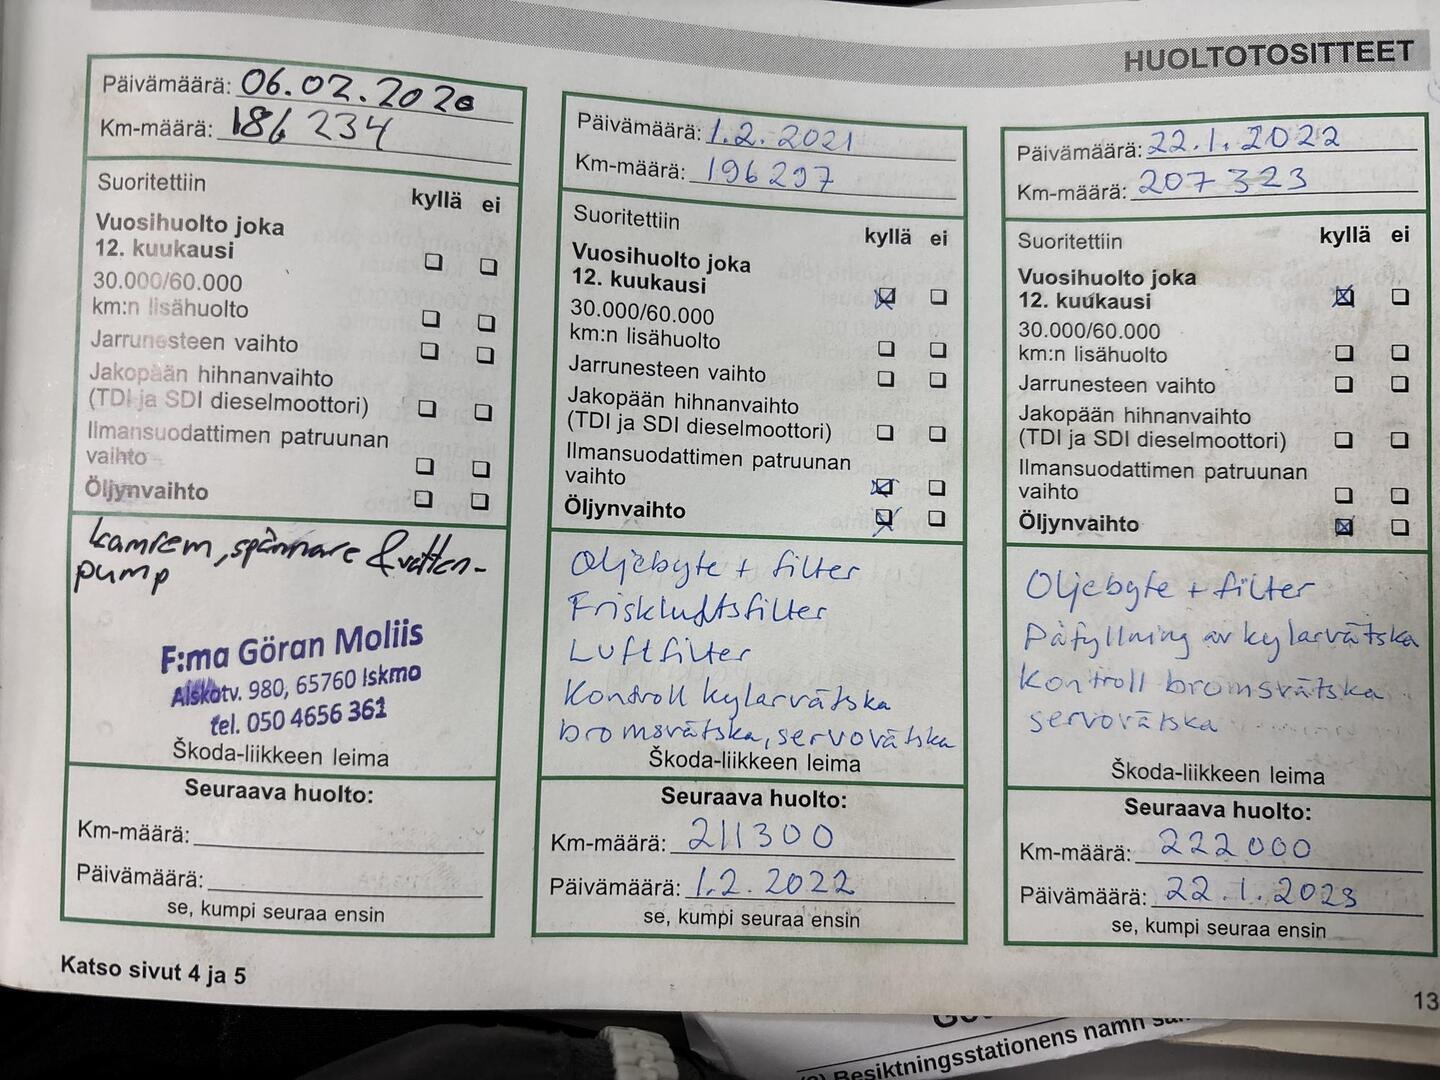 HUOLTOTOSITTEET
Päivämäärä: 06.02.2020
Km-määrä: 186 234
Suoritettiin
kyllä ei
Vuosihuolto joka
12. kuukausi
30.000/60.000
km:n lisähuolto
Jarrunesteen vaihto
Jakopään hihnanvaihto
(TDI ja SDI dieselmoottori)
Ilmansuodattimen patruunan
vaihto
Öljynvaihto
kamrem, spännare & vatten-
pump
F:ma Göran Moliis
Alskatv. 980, 65760 Iskmo
tel. 050 4656 361
Škoda-liikkeen leima
Seuraava huolto:
Km-määrä:
Päivämäärä:
se, kumpi seuraa ensin
Katso sivut 4 ja 5
Päivämäärä: 1.2.2021
Km-määrä: 196 297
Suoritettiin
kyllä ei
Vuosihuolto joka
12. kuukausi
30.000/60.000
km:n lisähuolto
Jarrunesteen vaihto
Jakopään hihnanvaihto
(TDI ja SDI dieselmoottori)
Ilmansuodattimen patruunan
vaihto
Öljynvaihto
Oljebyte + filter
Friskluftsfilter
Luftfilter
Kontroll kylarvätska
bromsvätska, servovätska
Škoda-liikkeen leima
Seuraava huolto:
Km-määrä: 211300
Päivämäärä: 1.2.2022
se, kumpi seuraa ensin
Päivämäärä: 22.1.2022
Km-määrä: 207 323
Suoritettiin
kyllä ei
Vuosihuolto joka
12. kuukausi
30.000/60.000
km:n lisähuolto
Jarrunesteen vaihto
Jakopään hihnanvaihto
(TDI ja SDI dieselmoottori)
Ilmansuodattimen patruunan
vaihto
Öljynvaihto
Oljebyte + filter
Påfyllning av kylarvätska
Kontroll bromsvätska
servovätska
Škoda-liikkeen leima
Seuraava huolto:
Km-määrä: 222 000
Päivämäärä: 22.1.2023
se, kumpi seuraa ensin
13
Besiktningsstationens namn